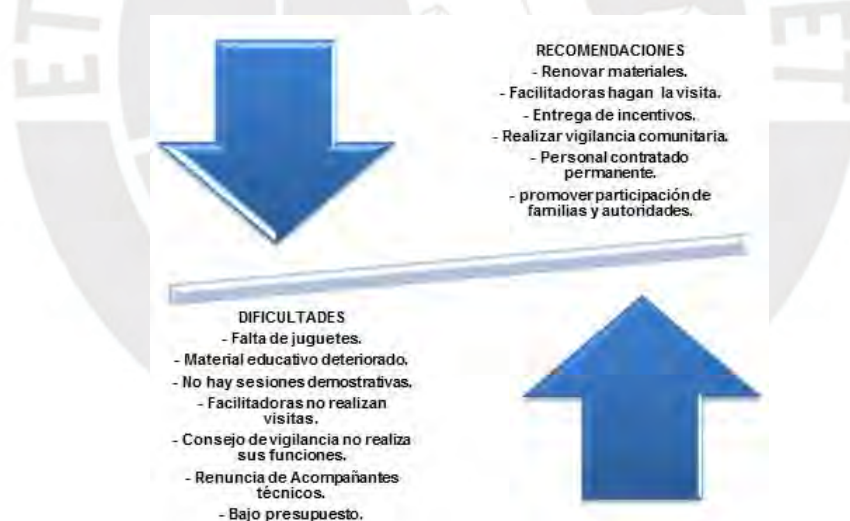 RECOMENDACIONES
- Renovar materiales.
- Facilitadoras hagan la visita.
- Entrega de incentivos.
- Realizar vigilancia comunitaria.
- Personal contratado
permanente.
- promover participación de
familias y autoridades.
DIFICULTADES
- Falta de juguetes.
- Material educativo deteriorado.
- No hay sesiones demostrativas.
- Facilitadoras no realizan
visitas.
- Consejo de vigilancia no realiza
sus funciones.
- Renuncia de Acompañantes
técnicos.
- Bajo presupuesto.